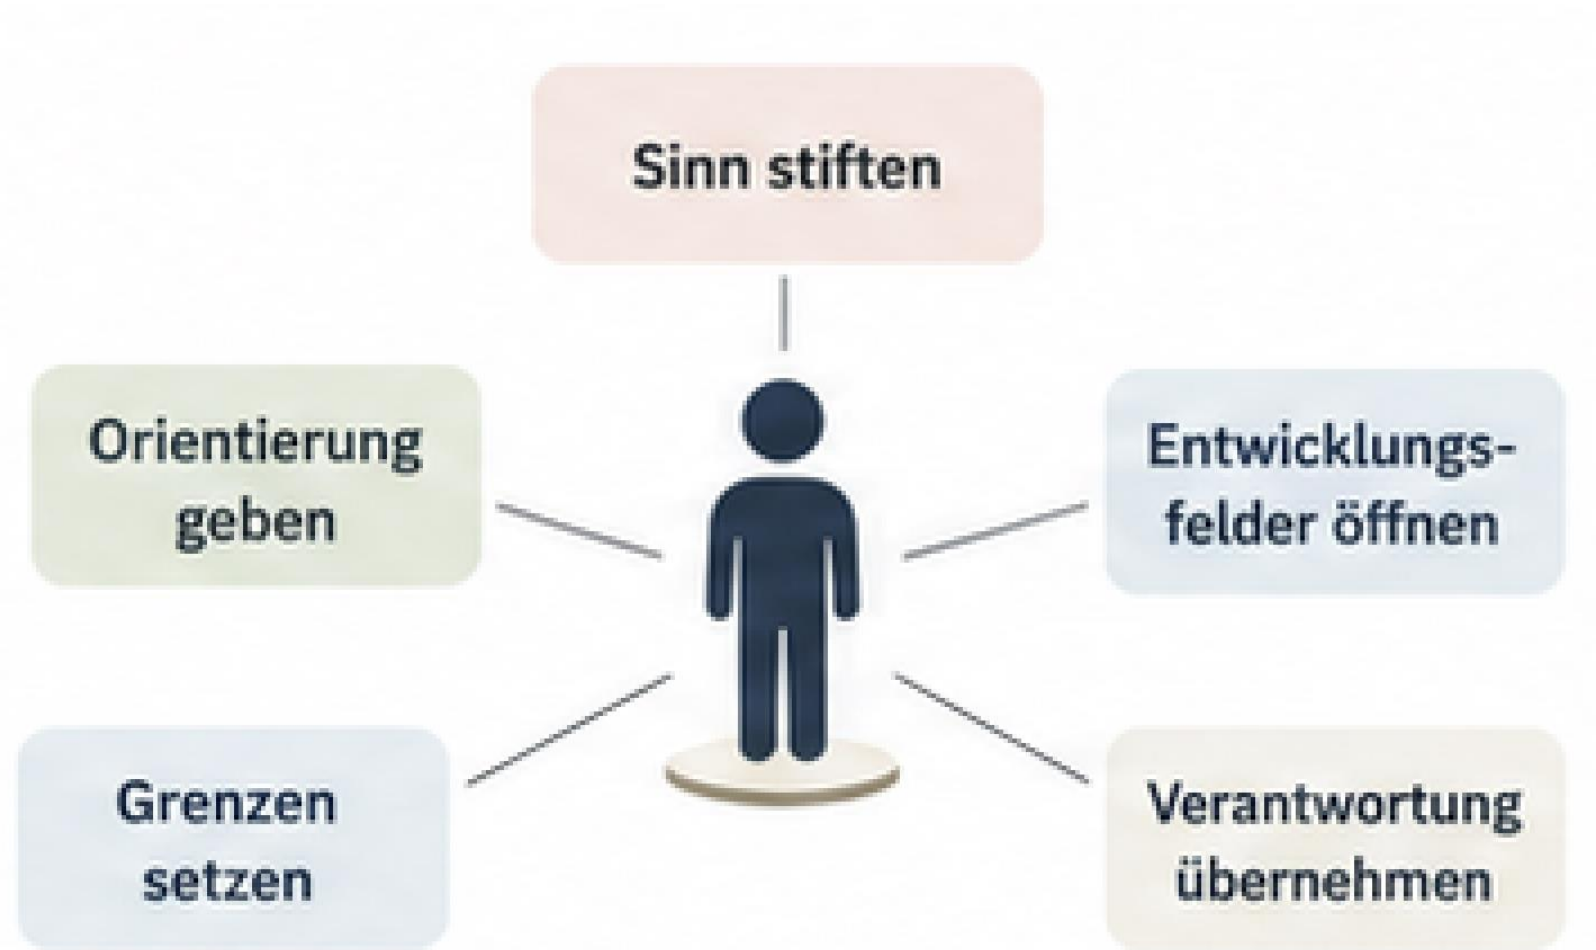 Sinn stiften
Orientierung
geben
Entwicklungs-
felder öffnen
Grenzen
setzen
Verantwortung
übernehmen